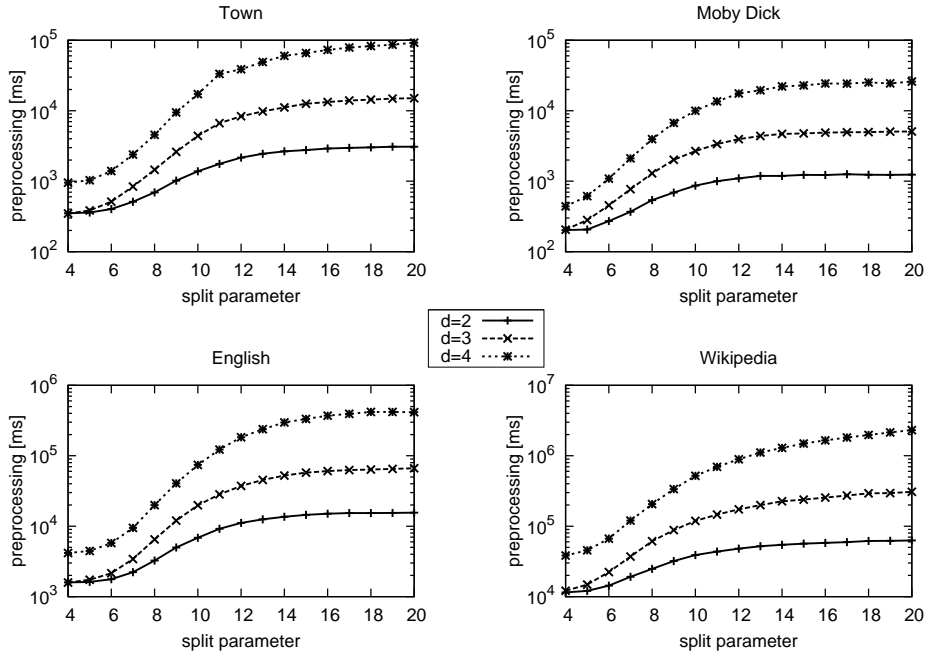 Town
preprocessing [ms]
10^5
10^4
10^3
10^2
4 6 8 10 12 14 16 18 20
split parameter
Moby Dick
preprocessing [ms]
10^5
10^4
10^3
10^2
4 6 8 10 12 14 16 18 20
split parameter
d=2
d=3
d=4
English
preprocessing [ms]
10^6
10^5
10^4
10^3
4 6 8 10 12 14 16 18 20
split parameter
Wikipedia
preprocessing [ms]
10^7
10^6
10^5
10^4
4 6 8 10 12 14 16 18 20
split parameter